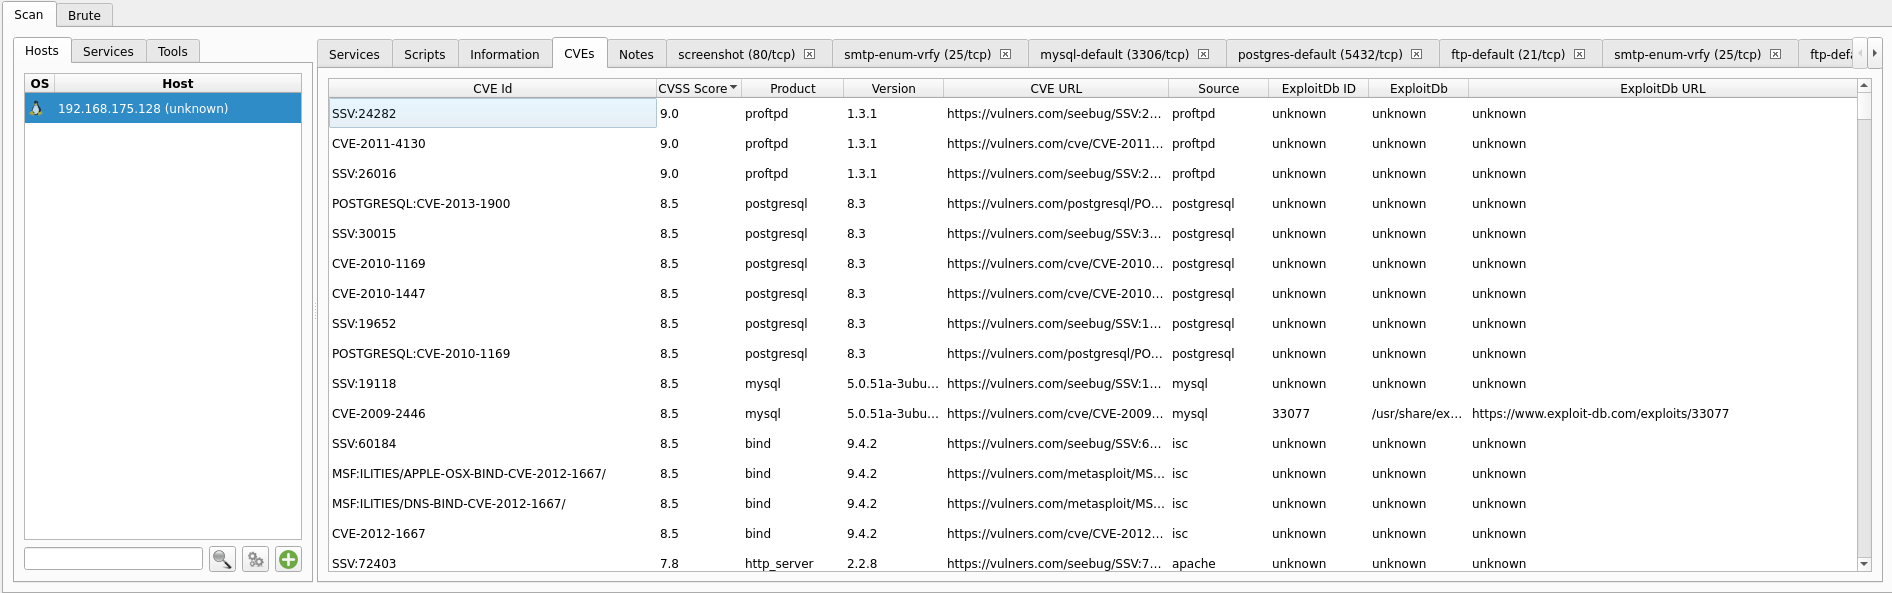 Scan Brute
Hosts Services Tools
OS Host
192.168.175.128 (unknown)
Services Scripts Information CVEs Notes screenshot (80/tcp) smtp-enum-vrfy (25/tcp) mysql-default (3306/tcp) postgres-default (5432/tcp) ftp-default (21/tcp) smtp-enum-vrfy (25/tcp) ftp-defa
CVE Id CVSS Score Product Version CVE URL Source ExploitDb ID ExploitDb ExploitDb URL
SSV:24282 9.0 proftpd 1.3.1 https://vulners.com/seebug/SSV:2... proftpd unknown unknown unknown
CVE-2011-4130 9.0 proftpd 1.3.1 https://vulners.com/cve/CVE-2011... proftpd unknown unknown unknown
SSV:26016 9.0 proftpd 1.3.1 https://vulners.com/seebug/SSV:2... proftpd unknown unknown unknown
POSTGRESQL:CVE-2013-1900 8.5 postgresql 8.3 https://vulners.com/postgresql/PO... postgresql unknown unknown unknown
SSV:30015 8.5 postgresql 8.3 https://vulners.com/seebug/SSV:3... postgresql unknown unknown unknown
CVE-2010-1169 8.5 postgresql 8.3 https://vulners.com/cve/CVE-2010... postgresql unknown unknown unknown
CVE-2010-1447 8.5 postgresql 8.3 https://vulners.com/cve/CVE-2010... postgresql unknown unknown unknown
SSV:19652 8.5 postgresql 8.3 https://vulners.com/seebug/SSV:1... postgresql unknown unknown unknown
POSTGRESQL:CVE-2010-1169 8.5 postgresql 8.3 https://vulners.com/postgresql/PO... postgresql unknown unknown unknown
SSV:19118 8.5 mysql 5.0.51a-3ubu... https://vulners.com/seebug/SSV:1... mysql unknown unknown unknown
CVE-2009-2446 8.5 mysql 5.0.51a-3ubu... https://vulners.com/cve/CVE-2009... mysql 33077 /usr/share/ex... https://www.exploit-db.com/exploits/33077
SSV:60184 8.5 bind 9.4.2 https://vulners.com/seebug/SSV:6... isc unknown unknown unknown
MSF:ILITIES/APPLE-OSX-BIND-CVE-2012-1667/ 8.5 bind 9.4.2 https://vulners.com/metasploit/MS... isc unknown unknown unknown
MSF:ILITIES/DNS-BIND-CVE-2012-1667/ 8.5 bind 9.4.2 https://vulners.com/metasploit/MS... isc unknown unknown unknown
CVE-2012-1667 8.5 bind 9.4.2 https://vulners.com/cve/CVE-2012... isc unknown unknown unknown
SSV:72403 7.8 http_server 2.2.8 https://vulners.com/seebug/SSV:7... apache unknown unknown unknown